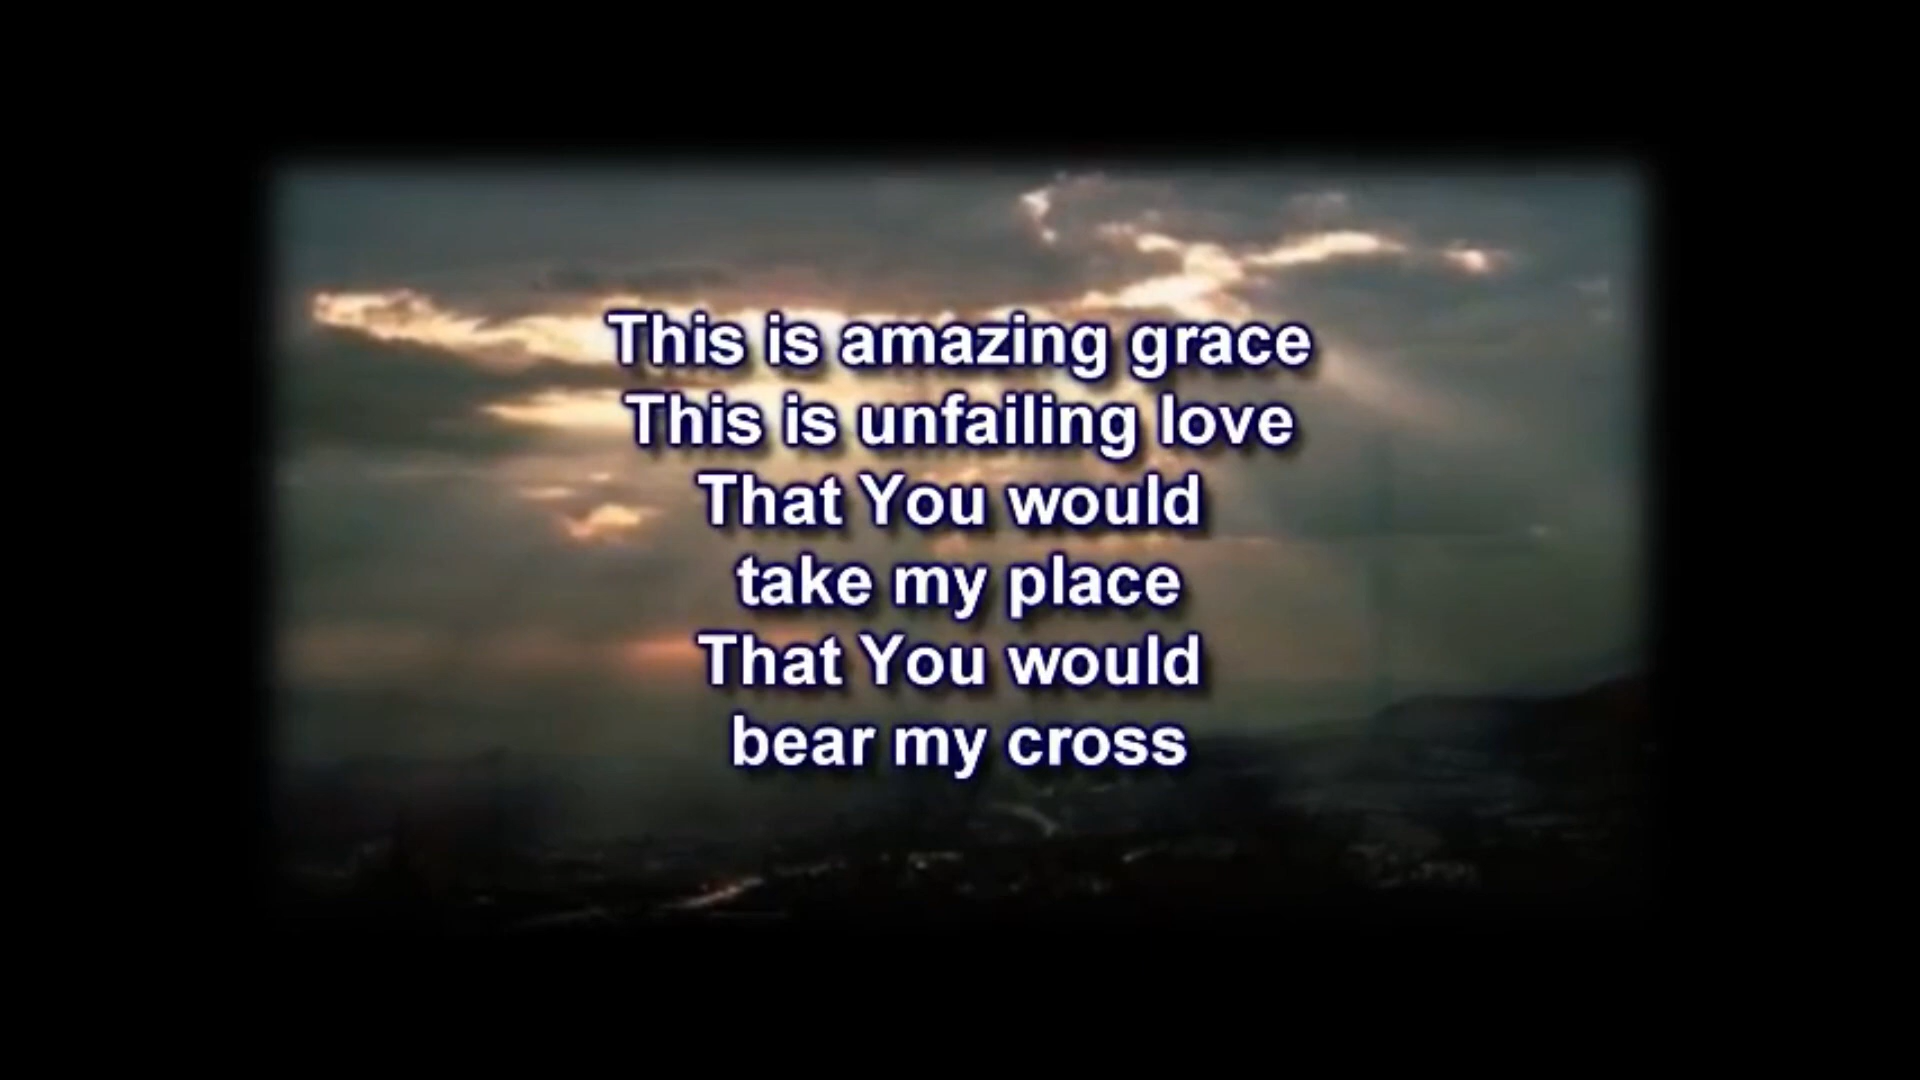 This is amazing grace
This is unfailing love
That You would
take my place
That You would
bear my cross